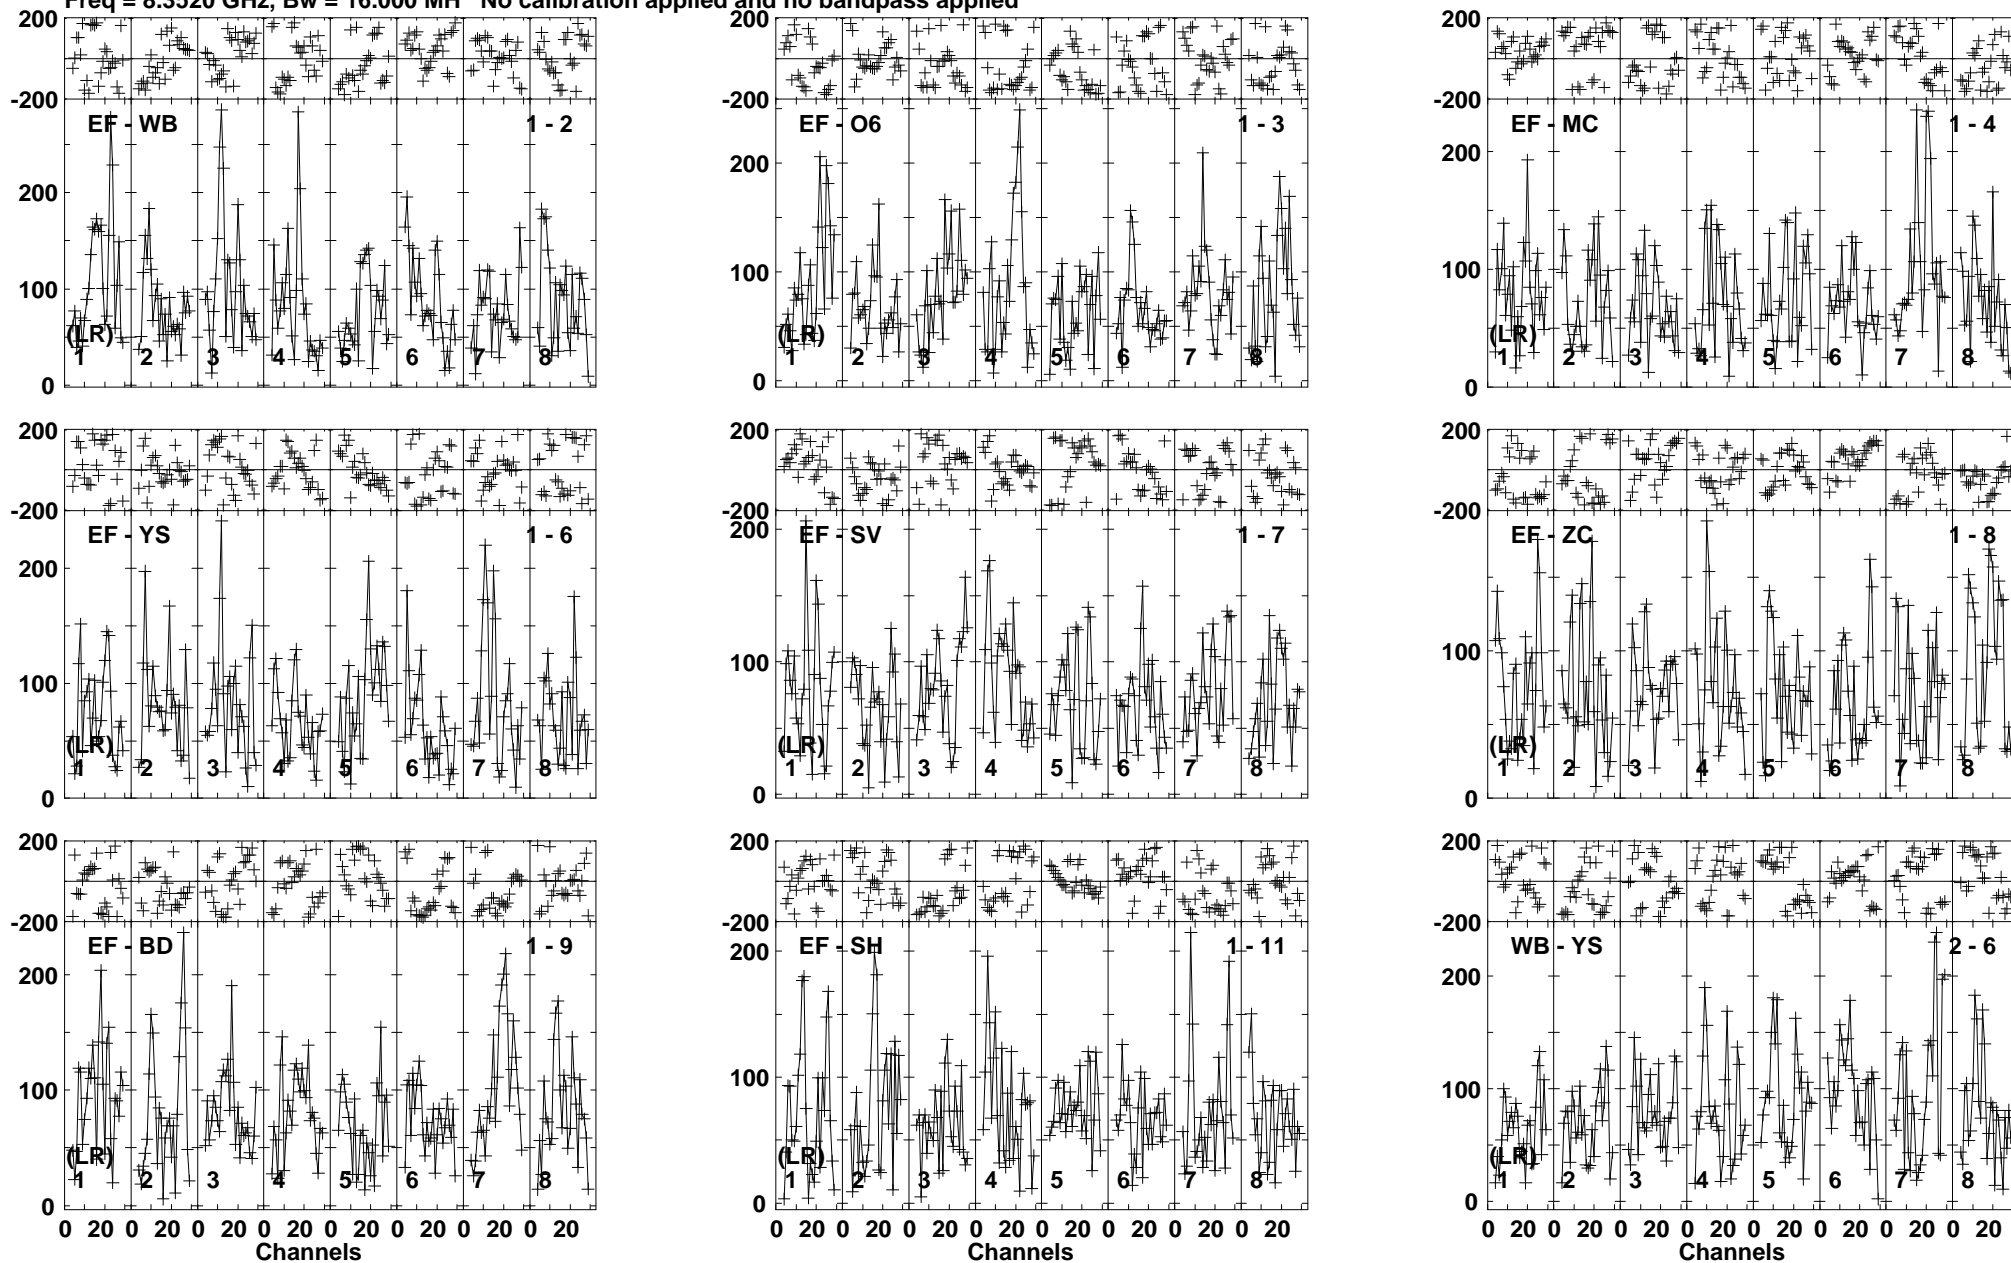 Freq = 8.3520 GHz, Bw = 16.000 MH No calibration applied and no bandpass applied
200 200 200
-200 -200 -200
EF - WB 1 - 2 EF - O6 1 - 3 EF - MC 1 - 4
200 200 200
100 100 100
(LR) (LR) (LR)
1 2 3 4 5 6 7 8 1 2 3 4 5 6 7 8 1 2 3 4 5 6 7 8
0 0 0
200 200 200
-200 -200 -200
EF - YS 1 - 6 EF - SV 1 - 7 EF - ZC 1 - 8
200 200
100 100 100
(LR) (LR) (LR)
1 2 3 4 5 6 7 8 1 2 3 4 5 6 7 8 1 2 3 4 5 6 7 8
0 0 0
200 200 200
-200 -200 -200
EF - BD 1 - 9 EF - SH 1 - 11 WB - YS 2 - 6
200 200 200
100 100 100
(LR) (LR) (LR)
1 2 3 4 5 6 7 8 1 2 3 4 5 6 7 8 1 2 3 4 5 6 7 8
0 0 0
0 20 0 20 0 20 0 20 0 20 0 20 0 20 0 20 0 20 0 20 0 20 0 20 0 20 0 20 0 20 0 20 0 20 0 20 0 20 0 20 0 20 0 20 0 20 0 20
Channels Channels Channels